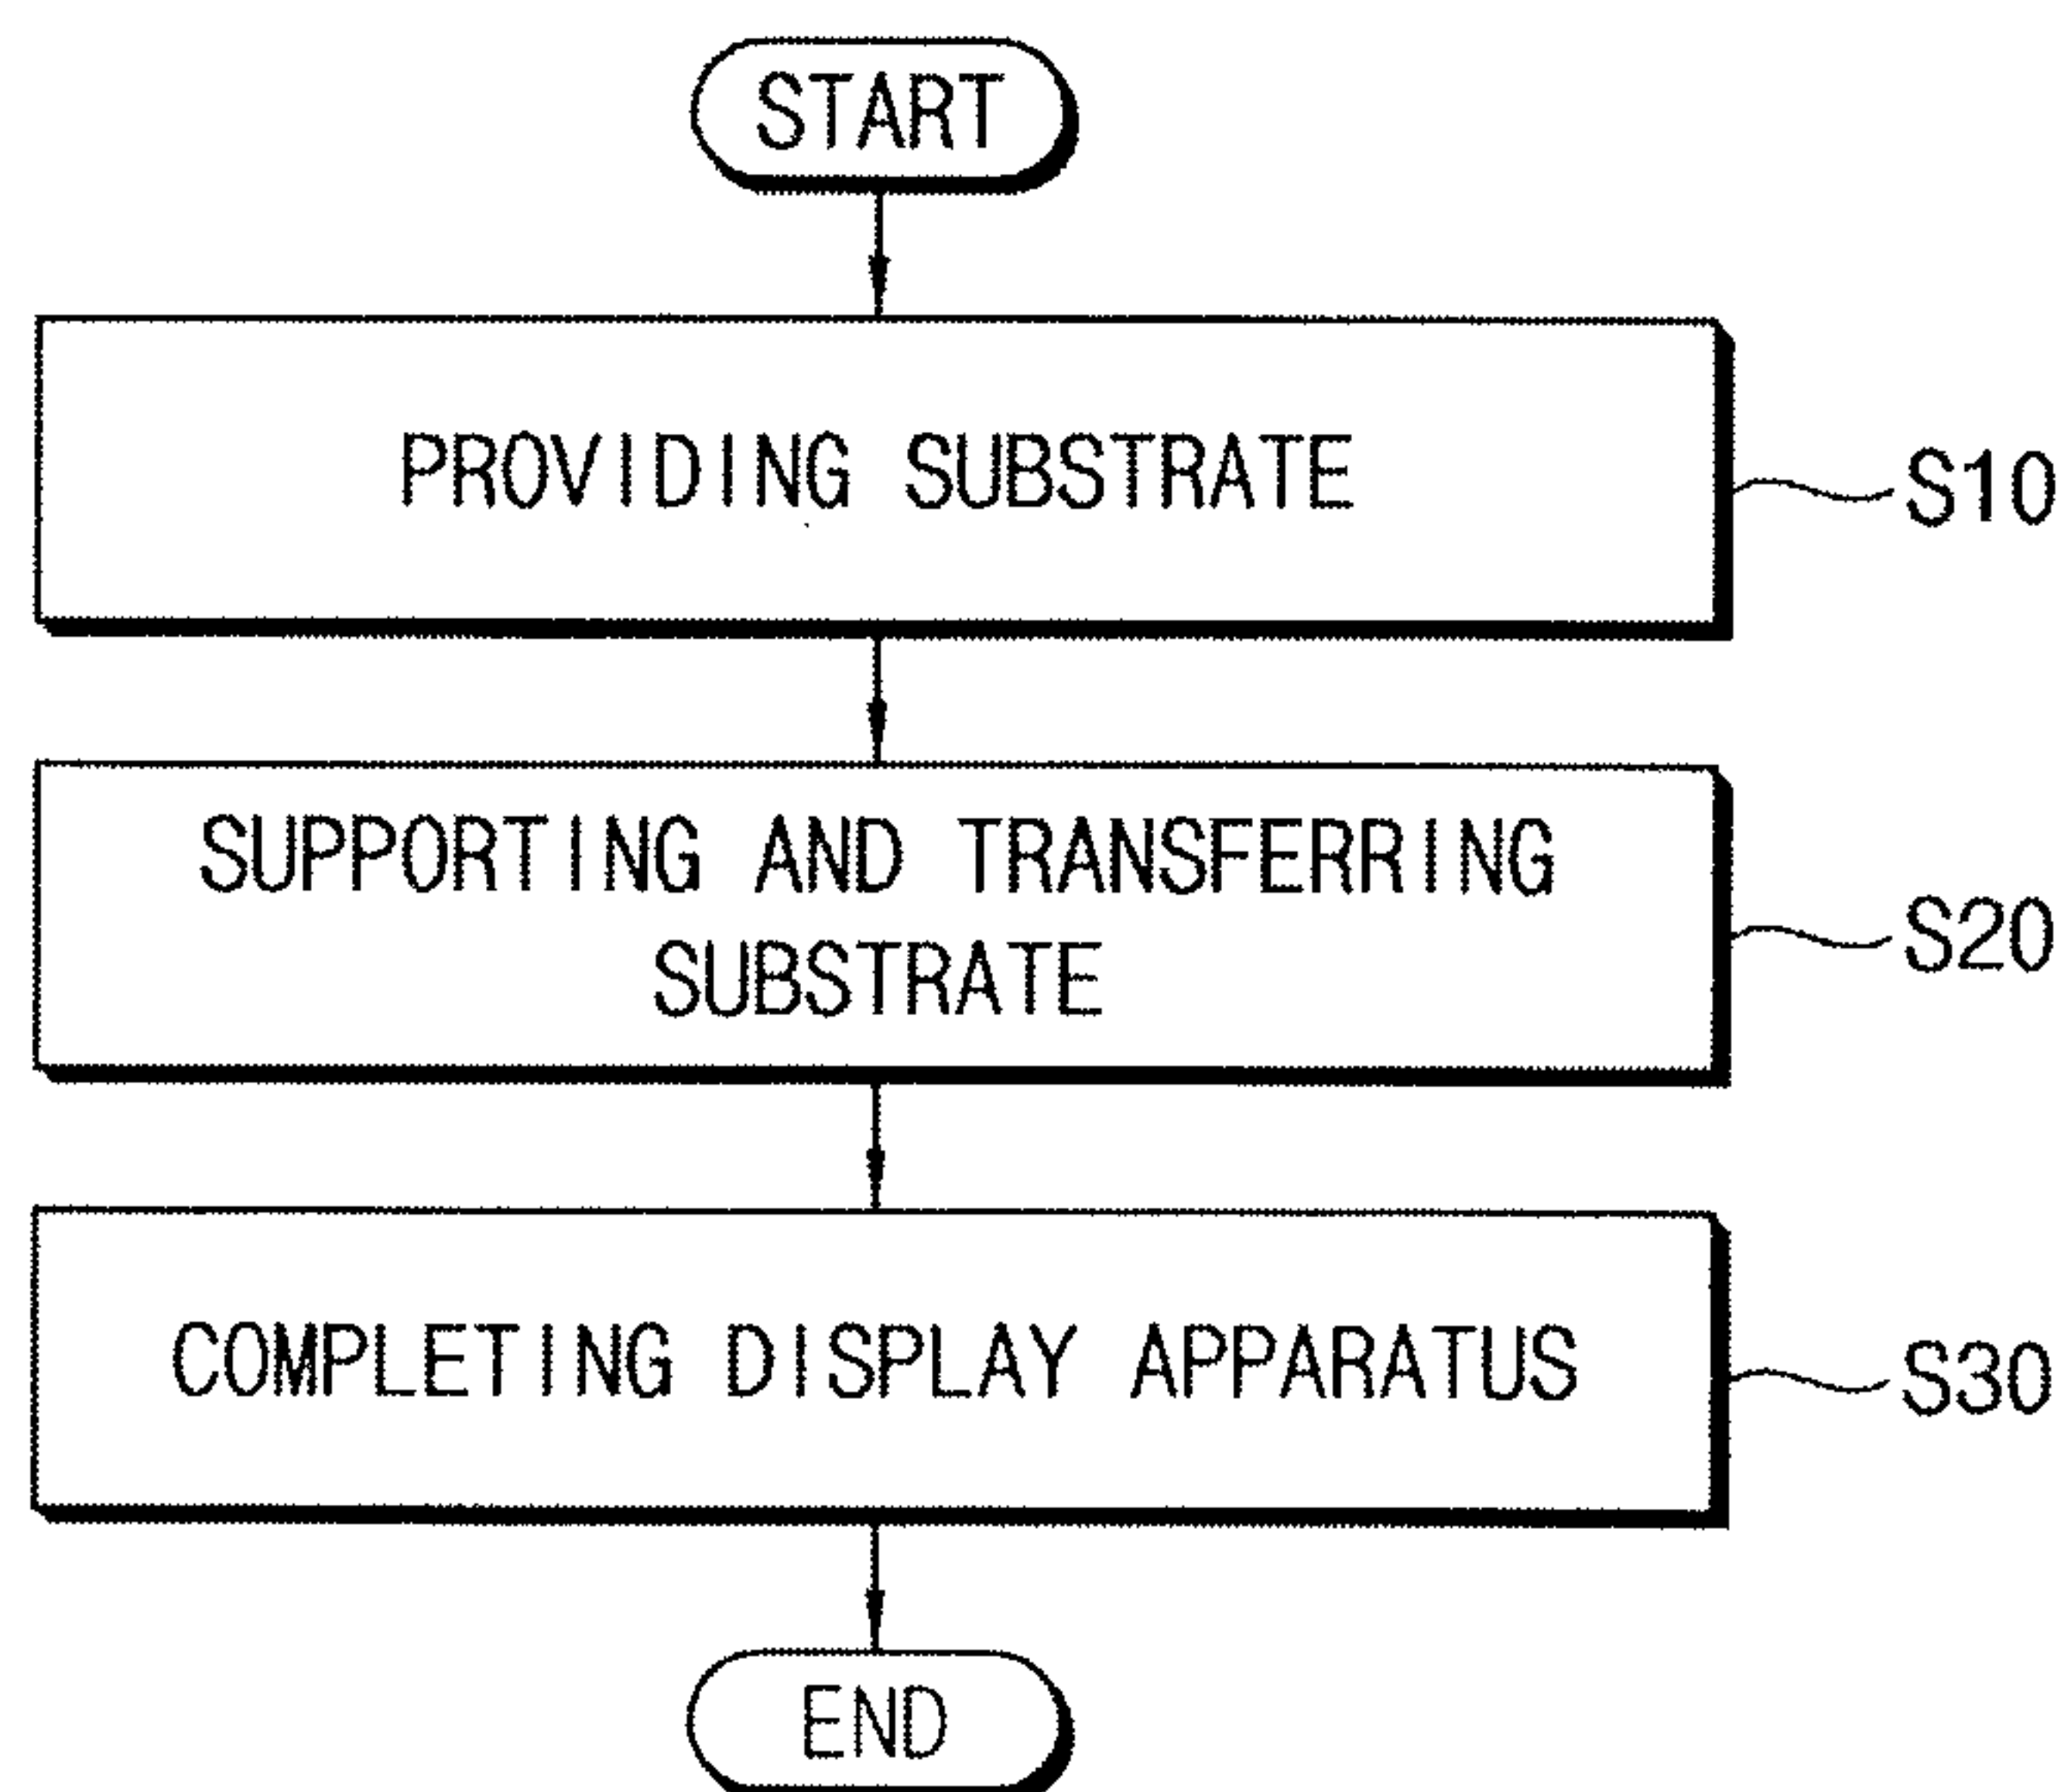 START
PROVIDING SUBSTRATE
S10
SUPPORTING AND TRANSFERRING
SUBSTRATE
S20
COMPLETING DISPLAY APPARATUS
S30
END